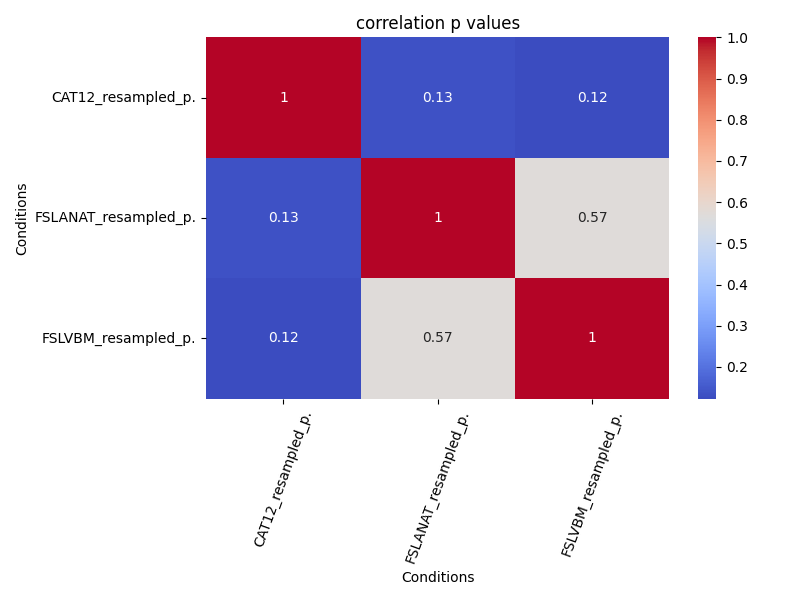 correlation p values
CAT12_resampled_p.
1
0.13
0.12
FSLANAT_resampled_p.
0.13
1
0.57
FSLVBM_resampled_p.
0.12
0.57
1
Conditions
CAT12_resampled_p.
FSLANAT_resampled_p.
FSLVBM_resampled_p.
Conditions
1.0
0.9
0.8
0.7
0.6
0.5
0.4
0.3
0.2